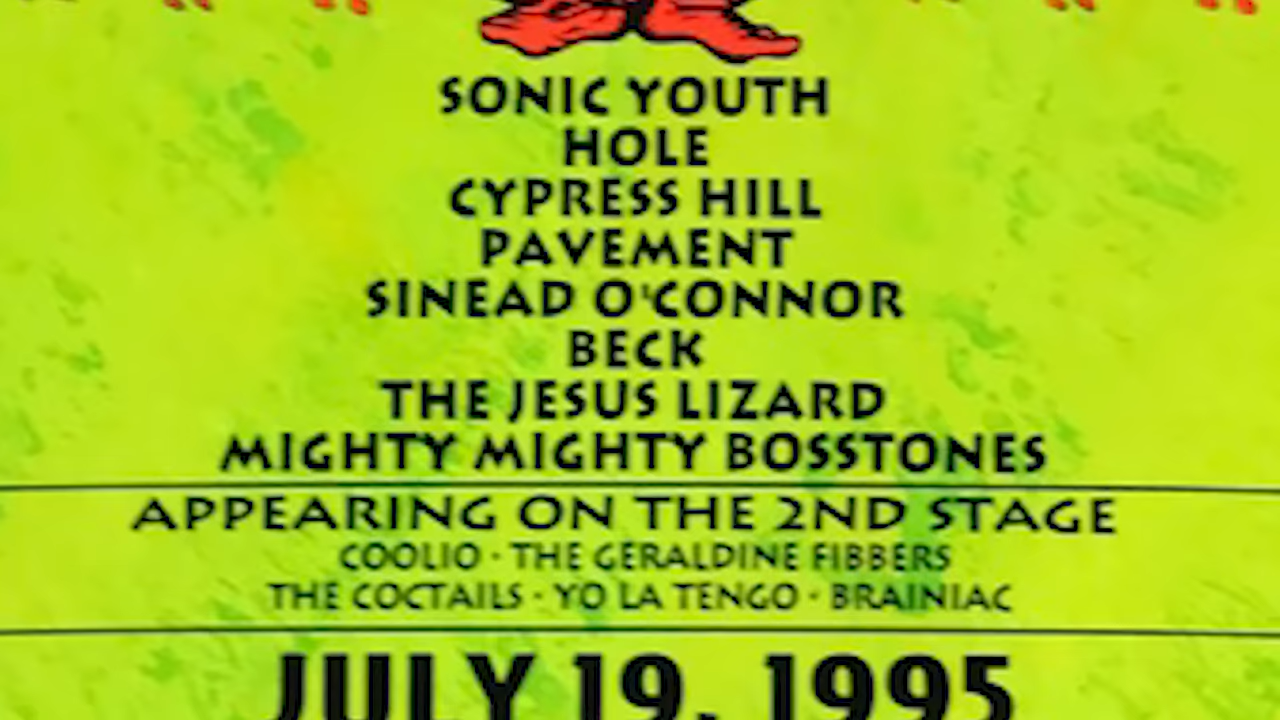 SONIC YOUTH
HOLE
CYPRESS HILL
PAVEMENT
SINEAD O'CONNOR
BECK
THE JESUS LIZARD
MIGHTY MIGHTY BOSSTONES
APPEARING ON THE 2ND STAGE
COOLIO · THE GERALDINE FIBBERS
THE COCTAILS · YO LA TENGO · BRAINIAC
JULY 19, 1995